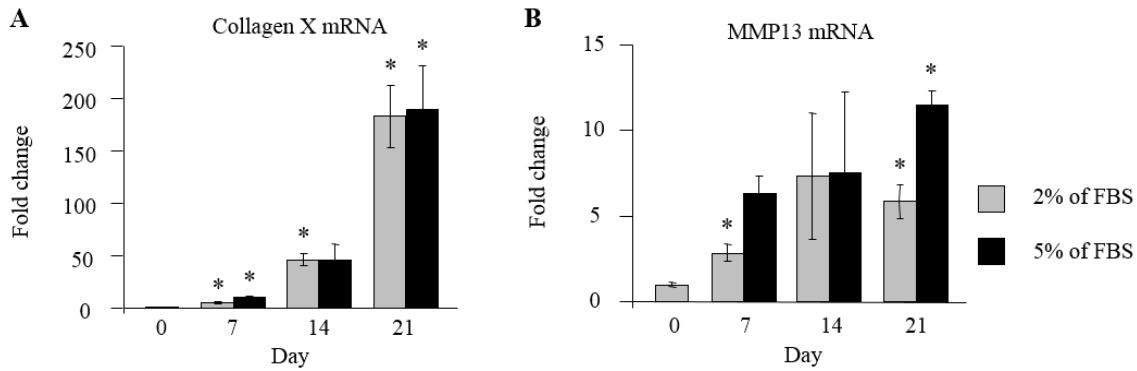 A
Collagen X mRNA
250
200
150
100
50
0
Fold change
* * * * *
0 7 14 21
Day
B
MMP13 mRNA
15
10
5
0
Fold change
* * *
0 7 14 21
Day
2% of FBS
5% of FBS